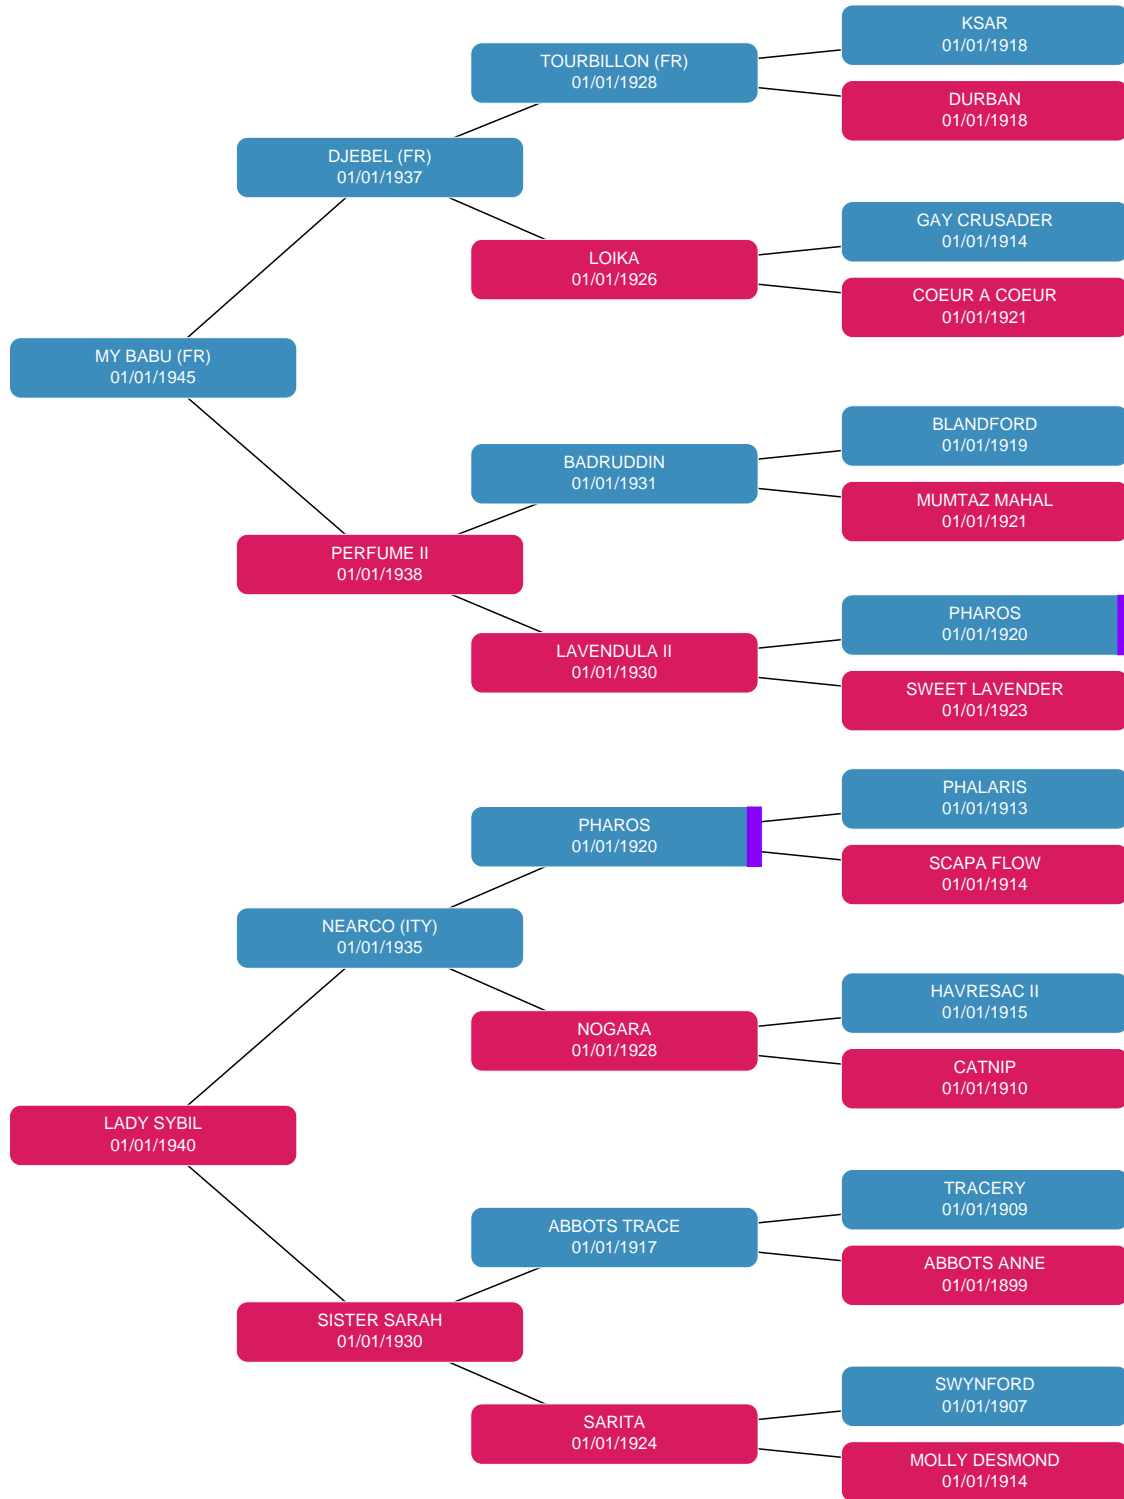 KSAR
01/01/1918
TOURBILLON (FR)
01/01/1928
DURBAN
01/01/1918
DJEBEL (FR)
01/01/1937
GAY CRUSADER
01/01/1914
LOIKA
01/01/1926
COEUR A COEUR
01/01/1921
MY BABU (FR)
01/01/1945
BLANDFORD
01/01/1919
BADRUDDIN
01/01/1931
MUMTAZ MAHAL
01/01/1921
PERFUME II
01/01/1938
PHAROS
01/01/1920
LAVENDULA II
01/01/1930
SWEET LAVENDER
01/01/1923
PHALARIS
01/01/1913
PHAROS
01/01/1920
SCAPA FLOW
01/01/1914
NEARCO (ITY)
01/01/1935
HAVRESAC II
01/01/1915
NOGARA
01/01/1928
CATNIP
01/01/1910
LADY SYBIL
01/01/1940
TRACERY
01/01/1909
ABBOTS TRACE
01/01/1917
ABBOTS ANNE
01/01/1899
SISTER SARAH
01/01/1930
SWYNFORD
01/01/1907
SARITA
01/01/1924
MOLLY DESMOND
01/01/1914